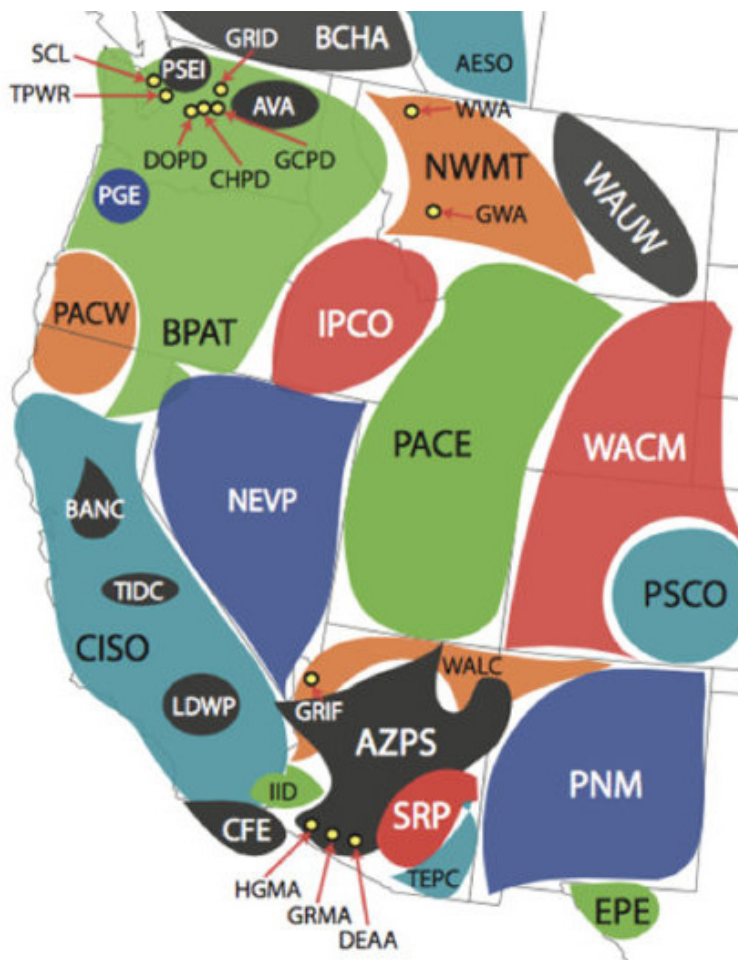 SCL
GRID
BCHA
PSEI
AESO
TPWR
AVA
WWA
DOPD
CHPD
GCPD
NWMT
WAUW
PGE
GWA
PACW
BPAT
IPCO
PACE
WACM
BANC
NEVP
TIDC
PSCO
CISO
WALC
LDWP
GRIF
AZPS
IID
PNM
CFE
SRP
TEPC
HGMA
GRMA
DEAA
EPE